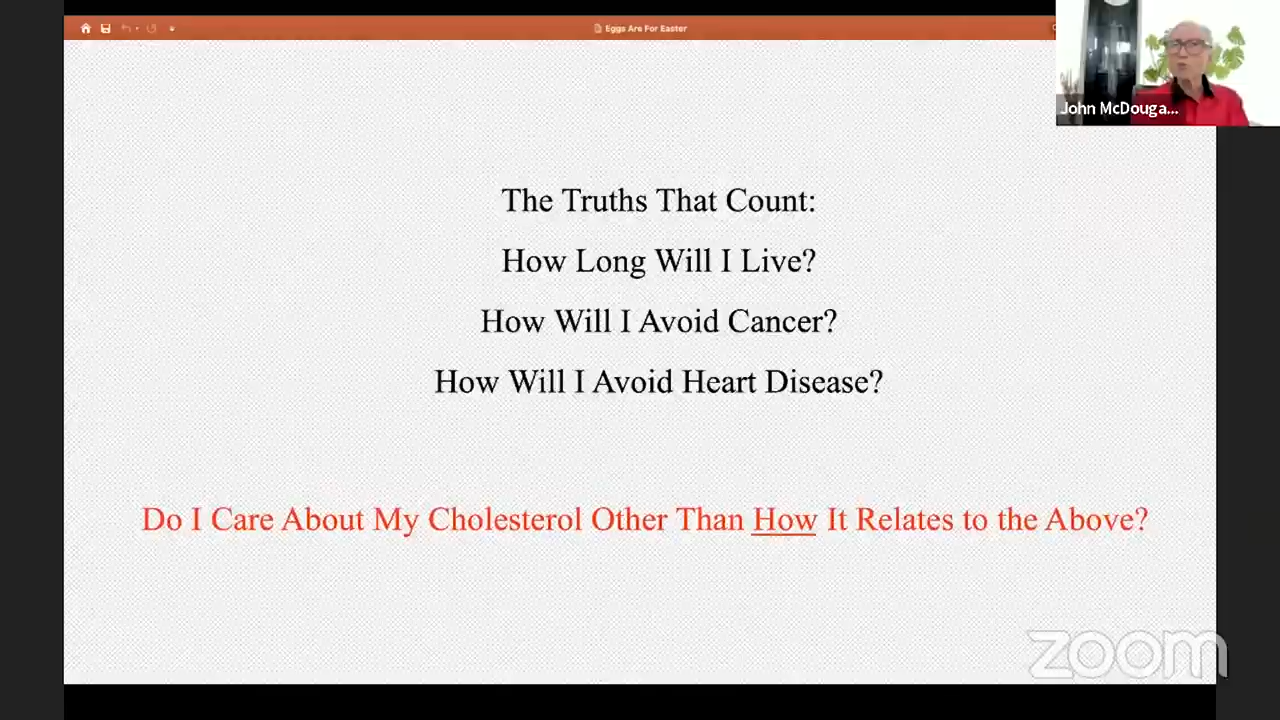 Eggs Are For Easter
John McDouga...
The Truths That Count:
How Long Will I Live?
How Will I Avoid Cancer?
How Will I Avoid Heart Disease?
Do I Care About My Cholesterol Other Than How It Relates to the Above?
zoom